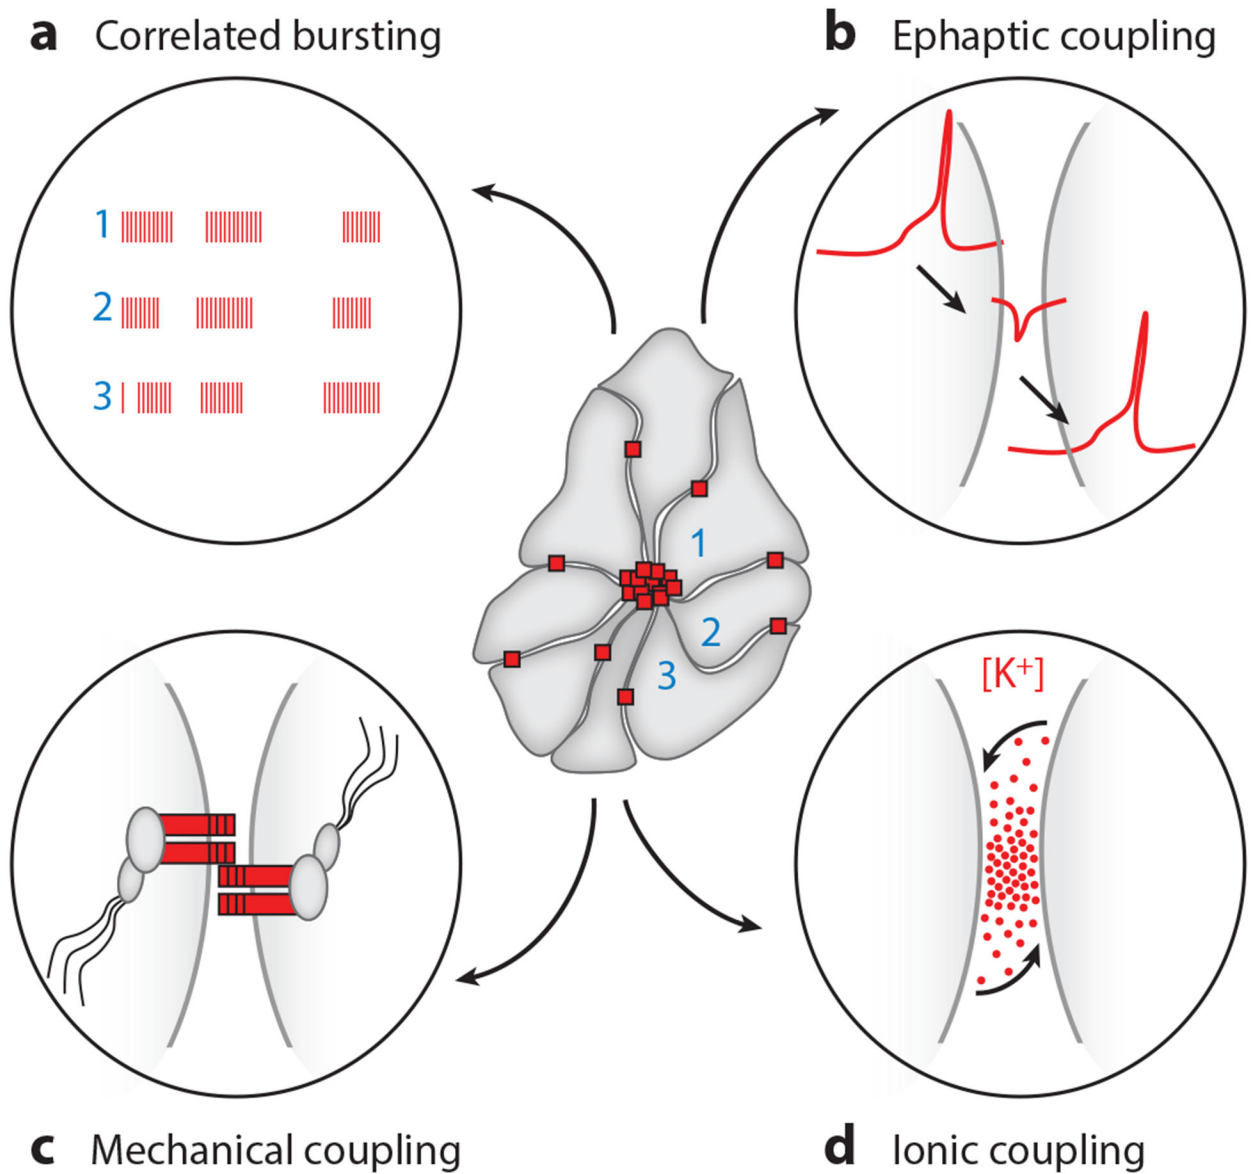 a Correlated bursting
b Ephaptic coupling
1
2
3
1
2
3
[K⁺]
c Mechanical coupling
d Ionic coupling